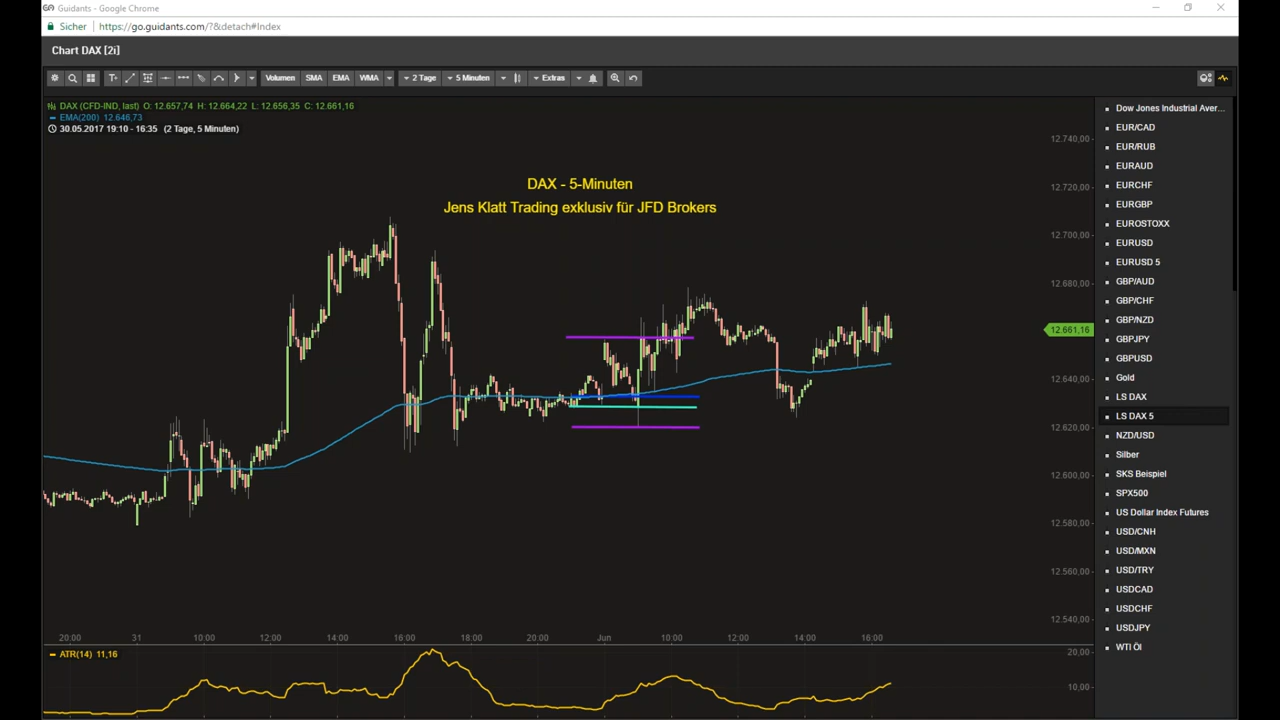 Guidants - Google Chrome
Sicher https://go.guidants.com/?&detach#Index
Chart DAX [2i]
T+ Volumen SMA EMA WMA 2 Tage 5 Minuten Extras
DAX (CFD-IND, last) O: 12.657,74 H: 12.664,22 L: 12.656,35 C: 12.661,16
EMA(200) 12.646,73
30.05.2017 19:10 - 16:35 (2 Tage, 5 Minuten)
DAX - 5-Minuten
Jens Klatt Trading exklusiv für JFD Brokers
12.740,00
12.720,00
12.700,00
12.680,00
12.661,16
12.640,00
12.620,00
12.600,00
12.580,00
12.560,00
12.540,00
20:00 31 10:00 12:00 14:00 16:00 18:00 20:00 Jun 10:00 12:00 14:00 16:00
ATR(14) 11,16
20,00
10,00
Dow Jones Industrial Aver...
EUR/CAD
EUR/RUB
EURAUD
EURCHF
EURGBP
EUROSTOXX
EURUSD
EURUSD 5
GBP/AUD
GBP/CHF
GBP/NZD
GBPJPY
GBPUSD
Gold
LS DAX
LS DAX 5
NZD/USD
Silber
SKS Beispiel
SPX500
US Dollar Index Futures
USD/CNH
USD/MXN
USD/TRY
USDCAD
USDCHF
USDJPY
WTI Öl